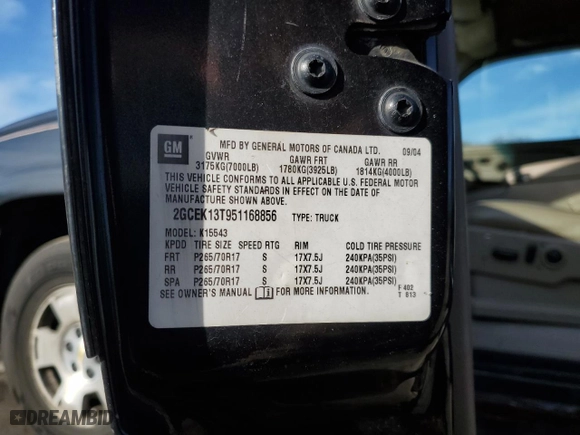 GM
MFD BY GENERAL MOTORS OF CANADA LTD. 09/04
GVWR GAWR FRT GAWR RR
3175KG(7000LB) 1780KG(3925LB) 1814KG(4000LB)
THIS VEHICLE CONFORMS TO ALL APPLICABLE U.S. FEDERAL MOTOR
VEHICLE SAFETY STANDARDS IN EFFECT ON THE DATE OF
MANUFACTURE SHOWN ABOVE.
2GCEK13T951168856 TYPE: TRUCK
MODEL: K15543
KPDD TIRE SIZE SPEED RTG RIM COLD TIRE PRESSURE
FRT P265/70R17 S 17X7.5J 240KPA(35PSI)
RR P265/70R17 S 17X7.5J 240KPA(35PSI)
SPA P265/70R17 S 17X7.5J 240KPA(35PSI)
SEE OWNER'S MANUAL FOR MORE INFORMATION.
F 402
T 813
DREAMBID